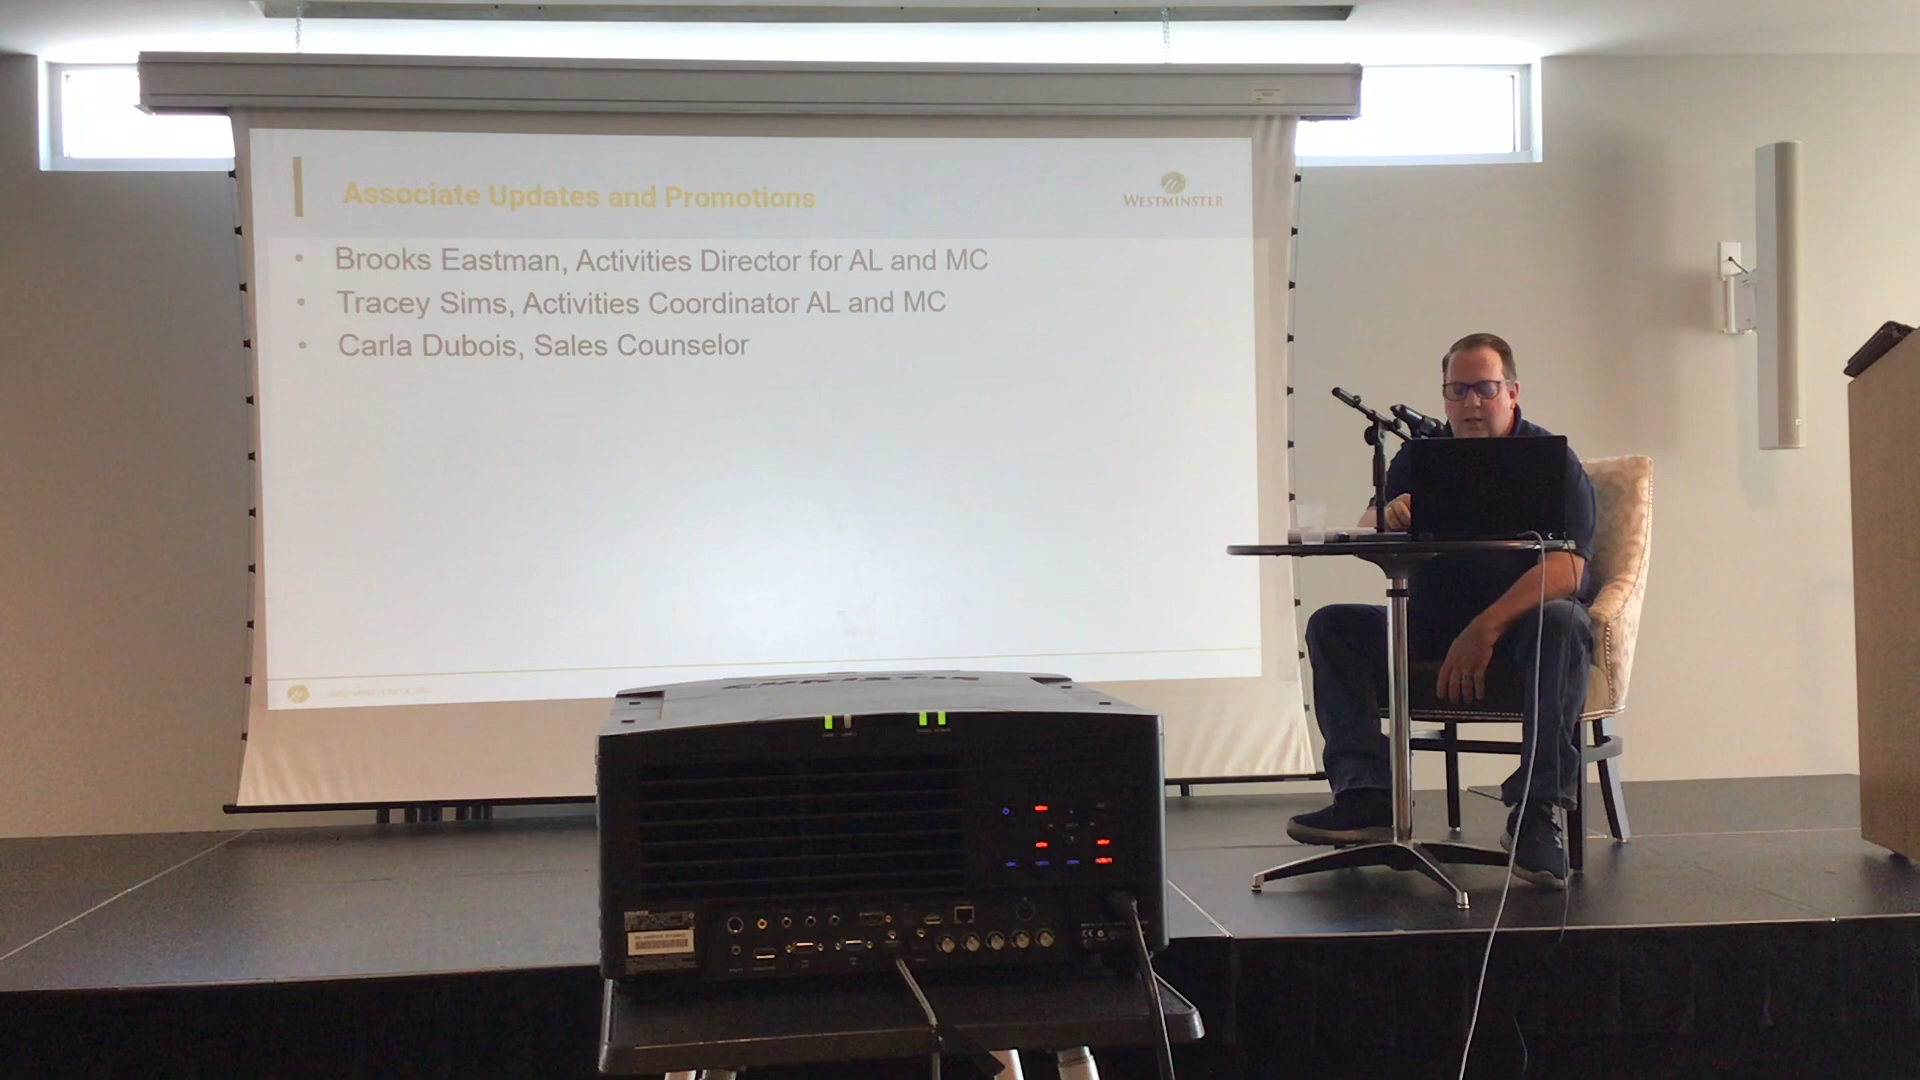 Associate Updates and Promotions
WESTMINSTER
• Brooks Eastman, Activities Director for AL and MC
• Tracey Sims, Activities Coordinator AL and MC
• Carla Dubois, Sales Counselor
CHRISTIE